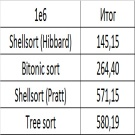 1e6 Итог
Shellsort (Hibbard) 145,15
Bitonic sort 264,40
Shellsort (Pratt) 571,15
Tree sort 580,19